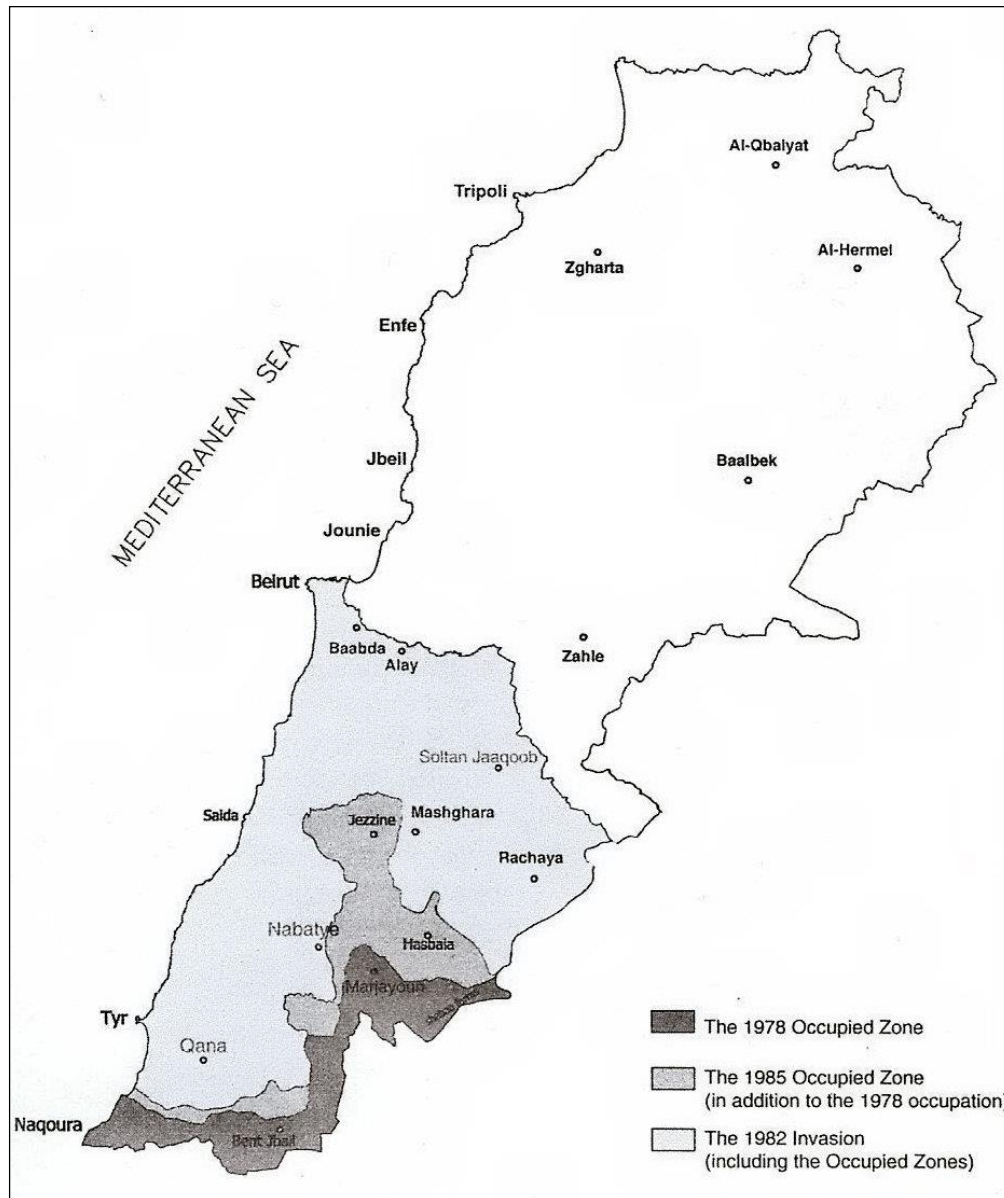 Al-Qbaiyat
Tripoli
Zgharta
Al-Hermel
Enfe
MEDITERRANEAN SEA
Jbeil
Baalbek
Jounie
Beirut
Baabda
Alay
Zahle
Soltan Jaaqoob
Saida
Jezzine
Mashghara
Rachaya
Nabatye
Hasbaia
Marjayoun
Tyr
Qana
Naqoura
Bent Jbail
The 1978 Occupied Zone
The 1985 Occupied Zone
(in addition to the 1978 occupation)
The 1982 Invasion
(including the Occupied Zones)